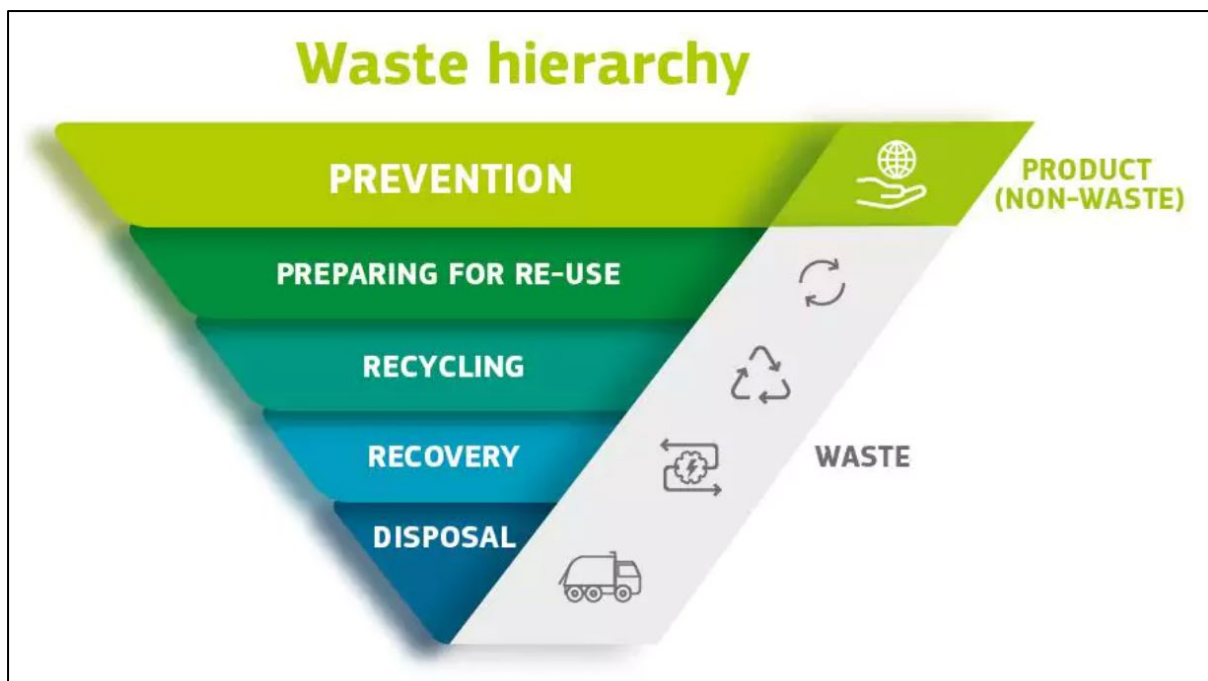 Waste hierarchy
PREVENTION
PRODUCT
(NON-WASTE)
PREPARING FOR RE-USE
RECYCLING
RECOVERY
WASTE
DISPOSAL